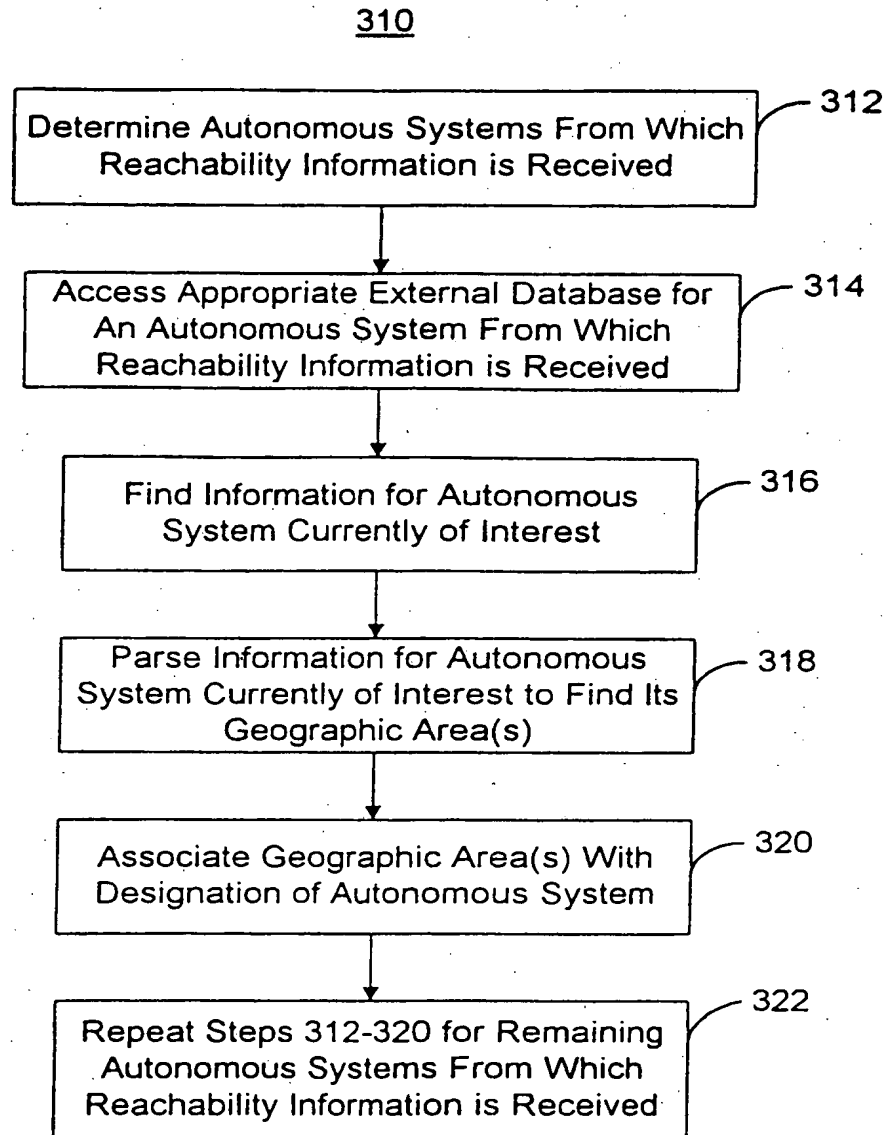 310
Determine Autonomous Systems From Which
Reachability Information is Received
312
Access Appropriate External Database for
An Autonomous System From Which
Reachability Information is Received
314
Find Information for Autonomous
System Currently of Interest
316
Parse Information for Autonomous
System Currently of Interest to Find Its
Geographic Area(s)
318
Associate Geographic Area(s) With
Designation of Autonomous System
320
Repeat Steps 312-320 for Remaining
Autonomous Systems From Which
Reachability Information is Received
322